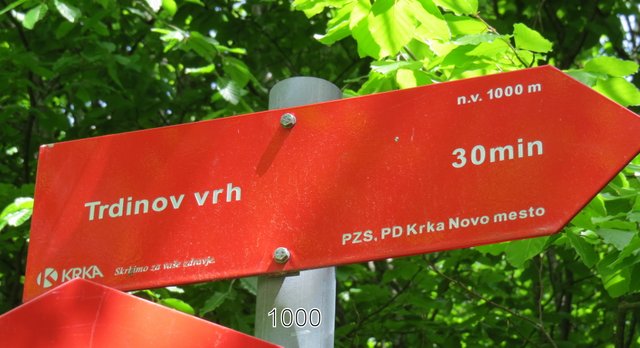 n.v. 1000 m
30min
Trdinov vrh
PZS, PD Krka Novo mesto
KRKA Skrbimo za vaše zdravje.
1000